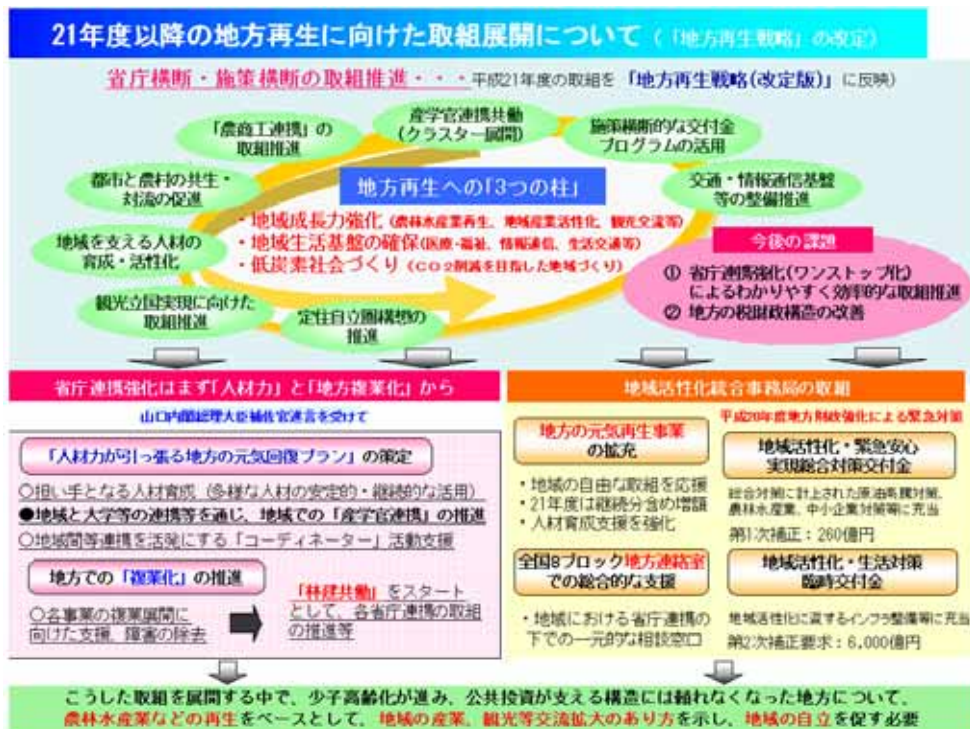 21年度以降の地方再生に向けた取組展開について (「地方再生戦略」の改定)
省庁横断・施策横断の取組推進・・・平成21年度の取組を「地方再生戦略(改定版)」に反映)
産学官連携共働
(クラスター展開)
「農商工連携」の
取組推進
施策横断的な交付金
プログラムの活用
都市と農村の共生・
対流の促進
交通・情報通信基盤
等の整備推進
地域を支える人材の
育成・活性化
観光立国実現に向けた
取組推進
定住自立圏構想の
推進
地方再生への「3つの柱」
・地域成長力強化(農林水産業再生、地域産業活性化、観光交流等)
・地域生活基盤の確保(医療・福祉、情報通信、生活交通等)
・低炭素社会づくり(CO2削減を目指した地域づくり)
今後の課題
① 省庁連携強化(ワンストップ化)
によるわかりやすく効率的な取組推進
② 地方の税財政構造の改善
省庁連携強化はまず「人材力」と「地方複業化」から
山口内閣総理大臣補佐官進言を受けて
「人材力が引っ張る地方の元気回復プラン」の策定
○担い手となる人材育成(多様な人材の安定的・継続的な活用)
●地域と大学等の連携等を通じ、地域での「産学官連携」の推進
○地域間等連携を活発にする「コーディネーター」活動支援
地方での「複業化」の推進
○各事業の複業展開に
向けた支援、障害の除去
「林建共働」をスタート
として、各省庁連携の取組
の推進等
地域活性化統合事務局の取組
地方の元気再生事業
の拡充
・地域の自由な取組を応援
・21年度は継続分含め増額
・人材育成支援を強化
全国8ブロック地方連絡室
での総合的な支援
・地域における省庁連携の
下での一元的な相談窓口
平成20年度地方財政強化による緊急対策
地域活性化・緊急安心
実現総合対策交付金
総合対策に計上された原油高騰対策、
農林水産業、中小企業対策等に充当
第1次補正:260億円
地域活性化・生活対策
臨時交付金
地域活性化に資するインフラ整備等に充当
第2次補正要求:6,000億円
こうした取組を展開する中で、少子高齢化が進み、公共投資が支える構造には頼れなくなった地方について、
農林水産業などの再生をベースとして、地域の産業、観光等交流拡大のあり方を示し、地域の自立を促す必要